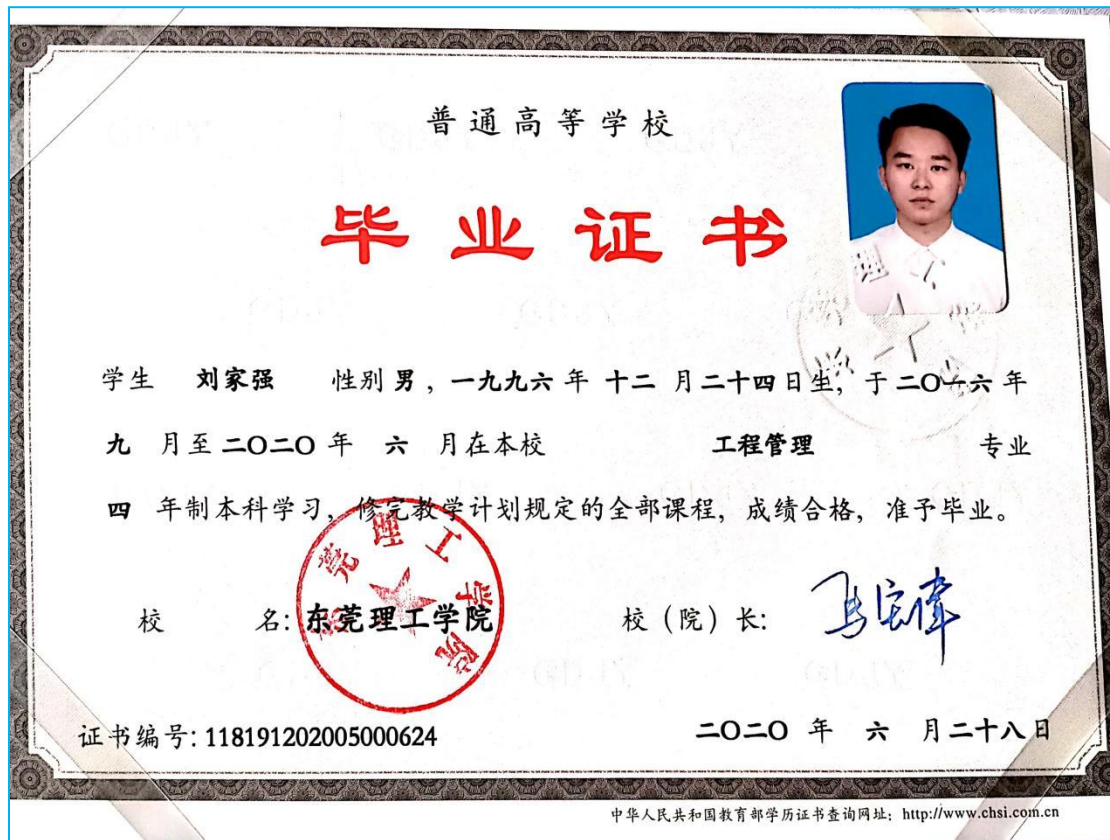 普通高等学校
毕业证书
学生 刘家强 性别 男，一九九六 年 十二 月 二十四 日生，于 二〇一六 年
九 月至 二〇二〇 年 六 月在本校 工程管理 专业
四 年制本科学习，修完教学计划规定的全部课程，成绩合格，准予毕业。
东莞理工学院
校 名: 东莞理工学院 校（院）长:
证书编号: 118191202005000624 二〇二〇 年 六 月 二十八 日
中华人民共和国教育部学历证书查询网址: http://www.chsi.com.cn